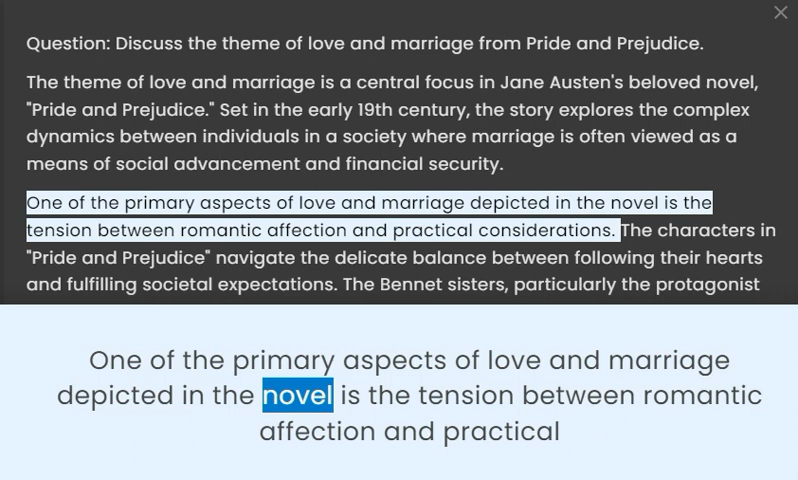 Question: Discuss the theme of love and marriage from Pride and Prejudice.
The theme of love and marriage is a central focus in Jane Austen's beloved novel,
"Pride and Prejudice." Set in the early 19th century, the story explores the complex
dynamics between individuals in a society where marriage is often viewed as a
means of social advancement and financial security.
One of the primary aspects of love and marriage depicted in the novel is the
tension between romantic affection and practical considerations. The characters in
"Pride and Prejudice" navigate the delicate balance between following their hearts
and fulfilling societal expectations. The Bennet sisters, particularly the protagonist
One of the primary aspects of love and marriage
depicted in the novel is the tension between romantic
affection and practical